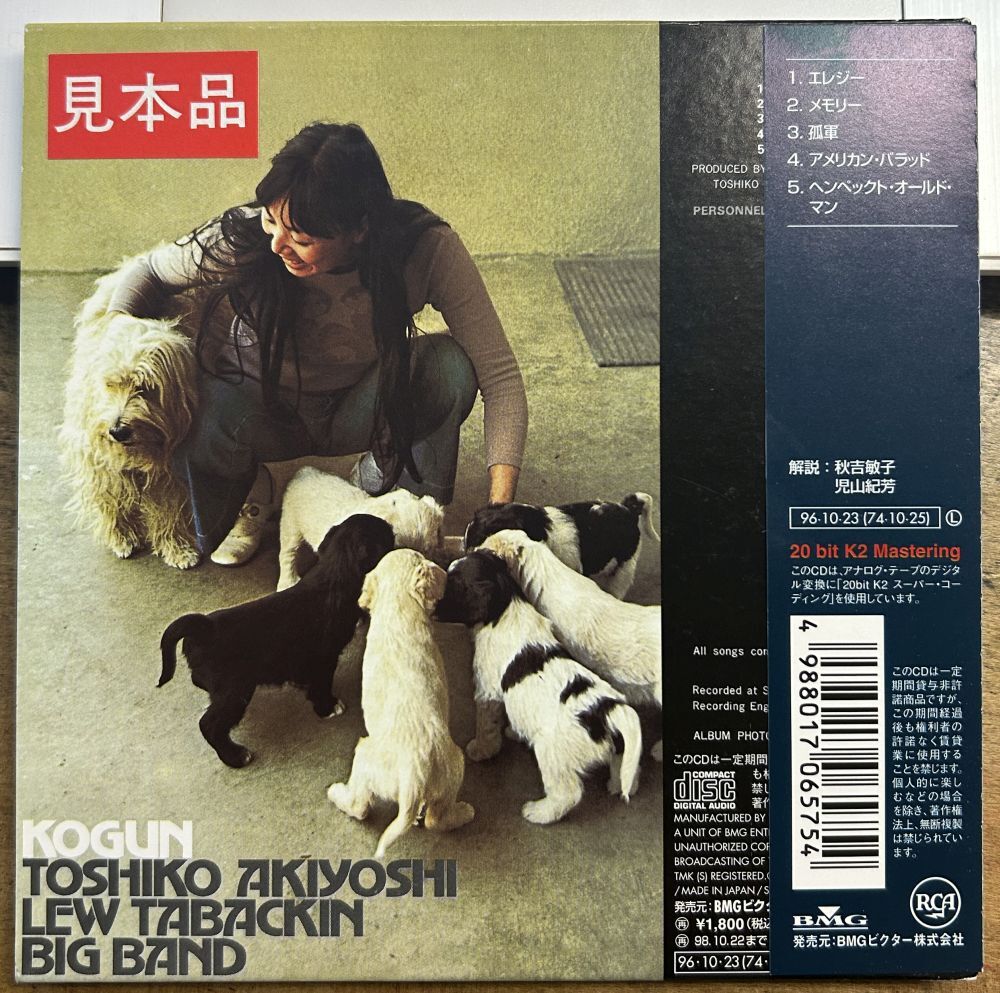 見本品
KOGUN
TOSHIKO AKIYOSHI
LEW TABACKIN
BIG BAND
1
2
3
4
5
PRODUCED BY
TOSHIKO
PERSONNEL
All songs
Recorded at
Recording
ALBUM
このCDは一定期間
も
禁じ
著作
COMPACT
disc
DIGITAL AUDIO
MANUFACTURED BY
A UNIT OF BMG
UNAUTHORIZED
BROADCASTING OF
TMK (S) REGISTERED.
/MADE IN JAPAN/
発売元:BMGビク
再 ¥1,800(税込
再 98.10.22まで
96·10·23(74·
1. エレジー
2. メモリー
3. 孤軍
4. アメリカン・バラッド
5. ヘンペックト・オールド・
マン
解説:秋吉敏子
児山紀芳
96·10·23(74·10·25) L
20 bit K2 Mastering
このCDは、アナログ・テープのデジタ
ル変換に「20bit K2 スーパー・コー
ディング」を使用しています。
4 988017 065754
このCDは一定
期間貸与非許
諾商品ですが、
この期間経過
後も権利者の
許諾なく賃貸
業に使用する
ことを禁じます。
個人的に楽し
むなどの場合
を除き、著作権
法上、無断複製
は禁じられてい
ます。
BMG
RCA
発売元:BMGビクター株式会社